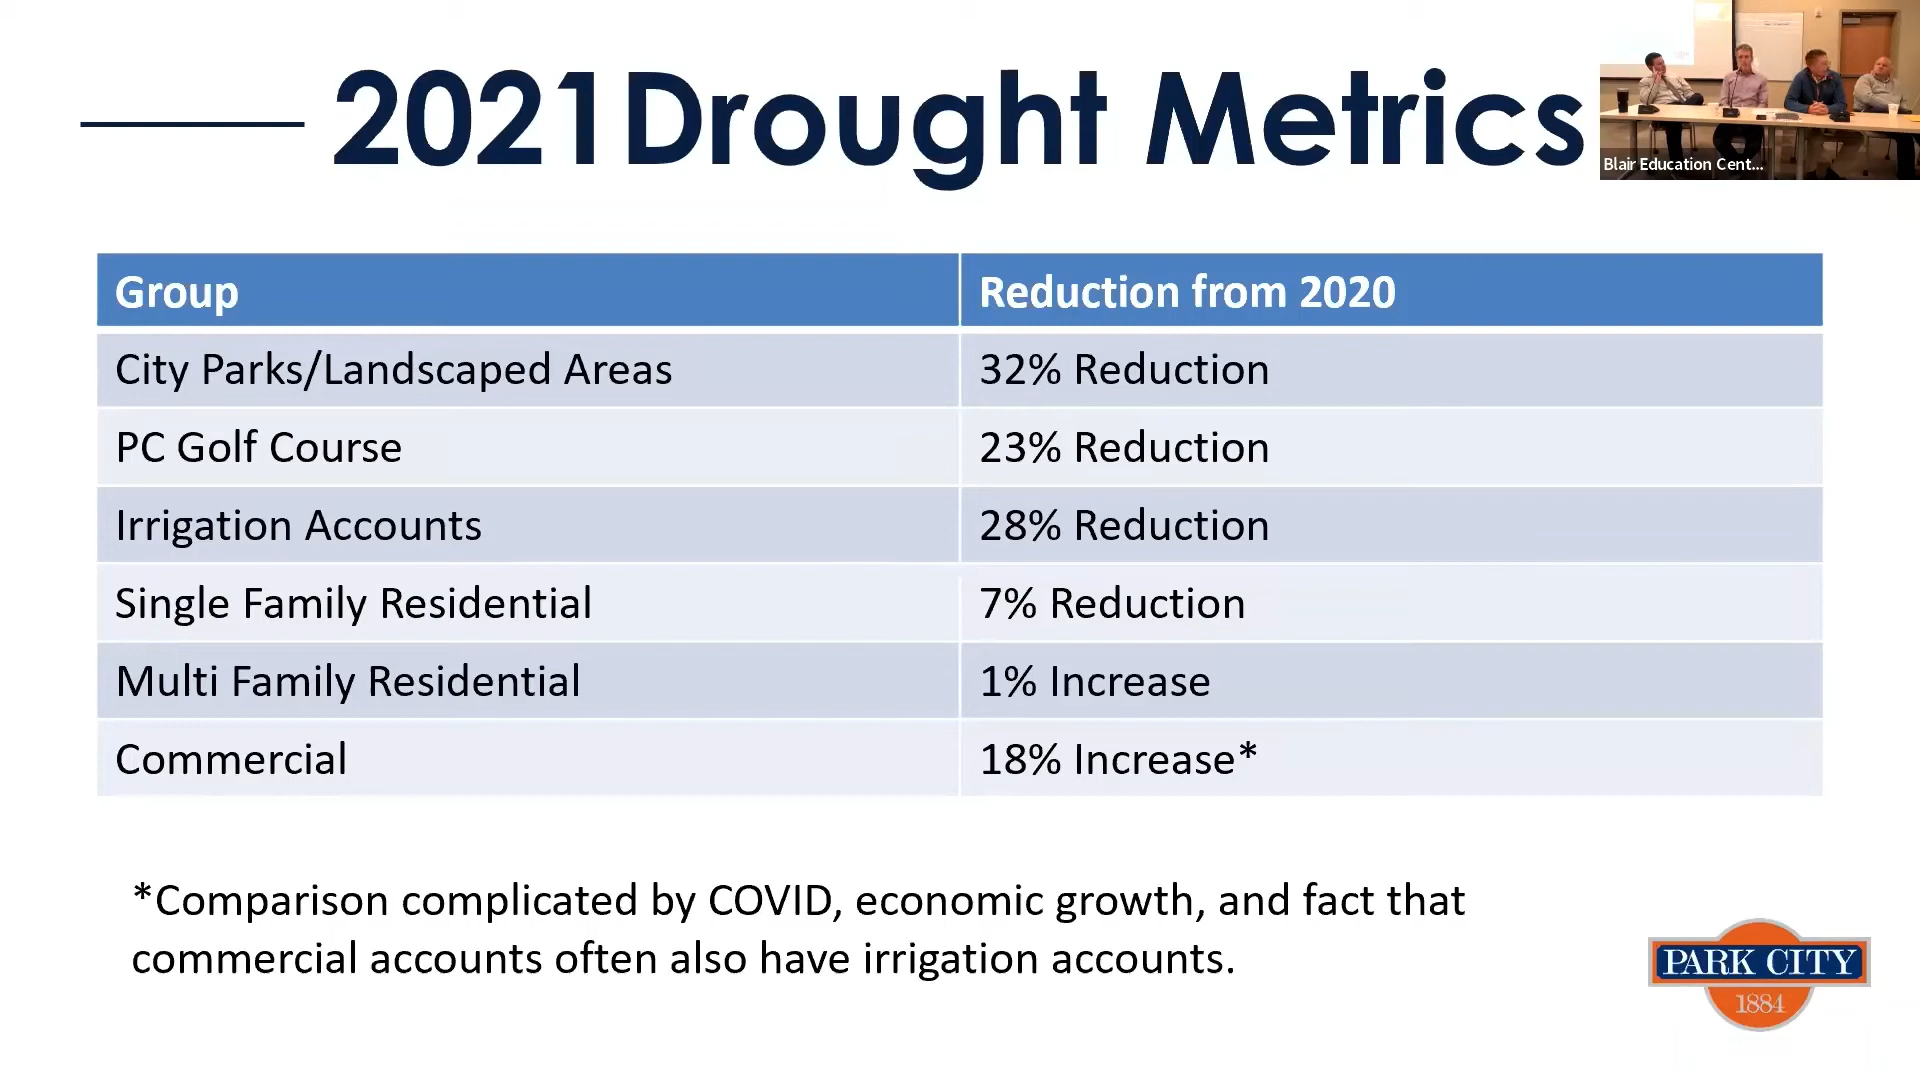 2021Drought Metrics
Blair Education Cent...
Group Reduction from 2020
City Parks/Landscaped Areas 32% Reduction
PC Golf Course 23% Reduction
Irrigation Accounts 28% Reduction
Single Family Residential 7% Reduction
Multi Family Residential 1% Increase
Commercial 18% Increase*
*Comparison complicated by COVID, economic growth, and fact that
commercial accounts often also have irrigation accounts.
PARK CITY
1884